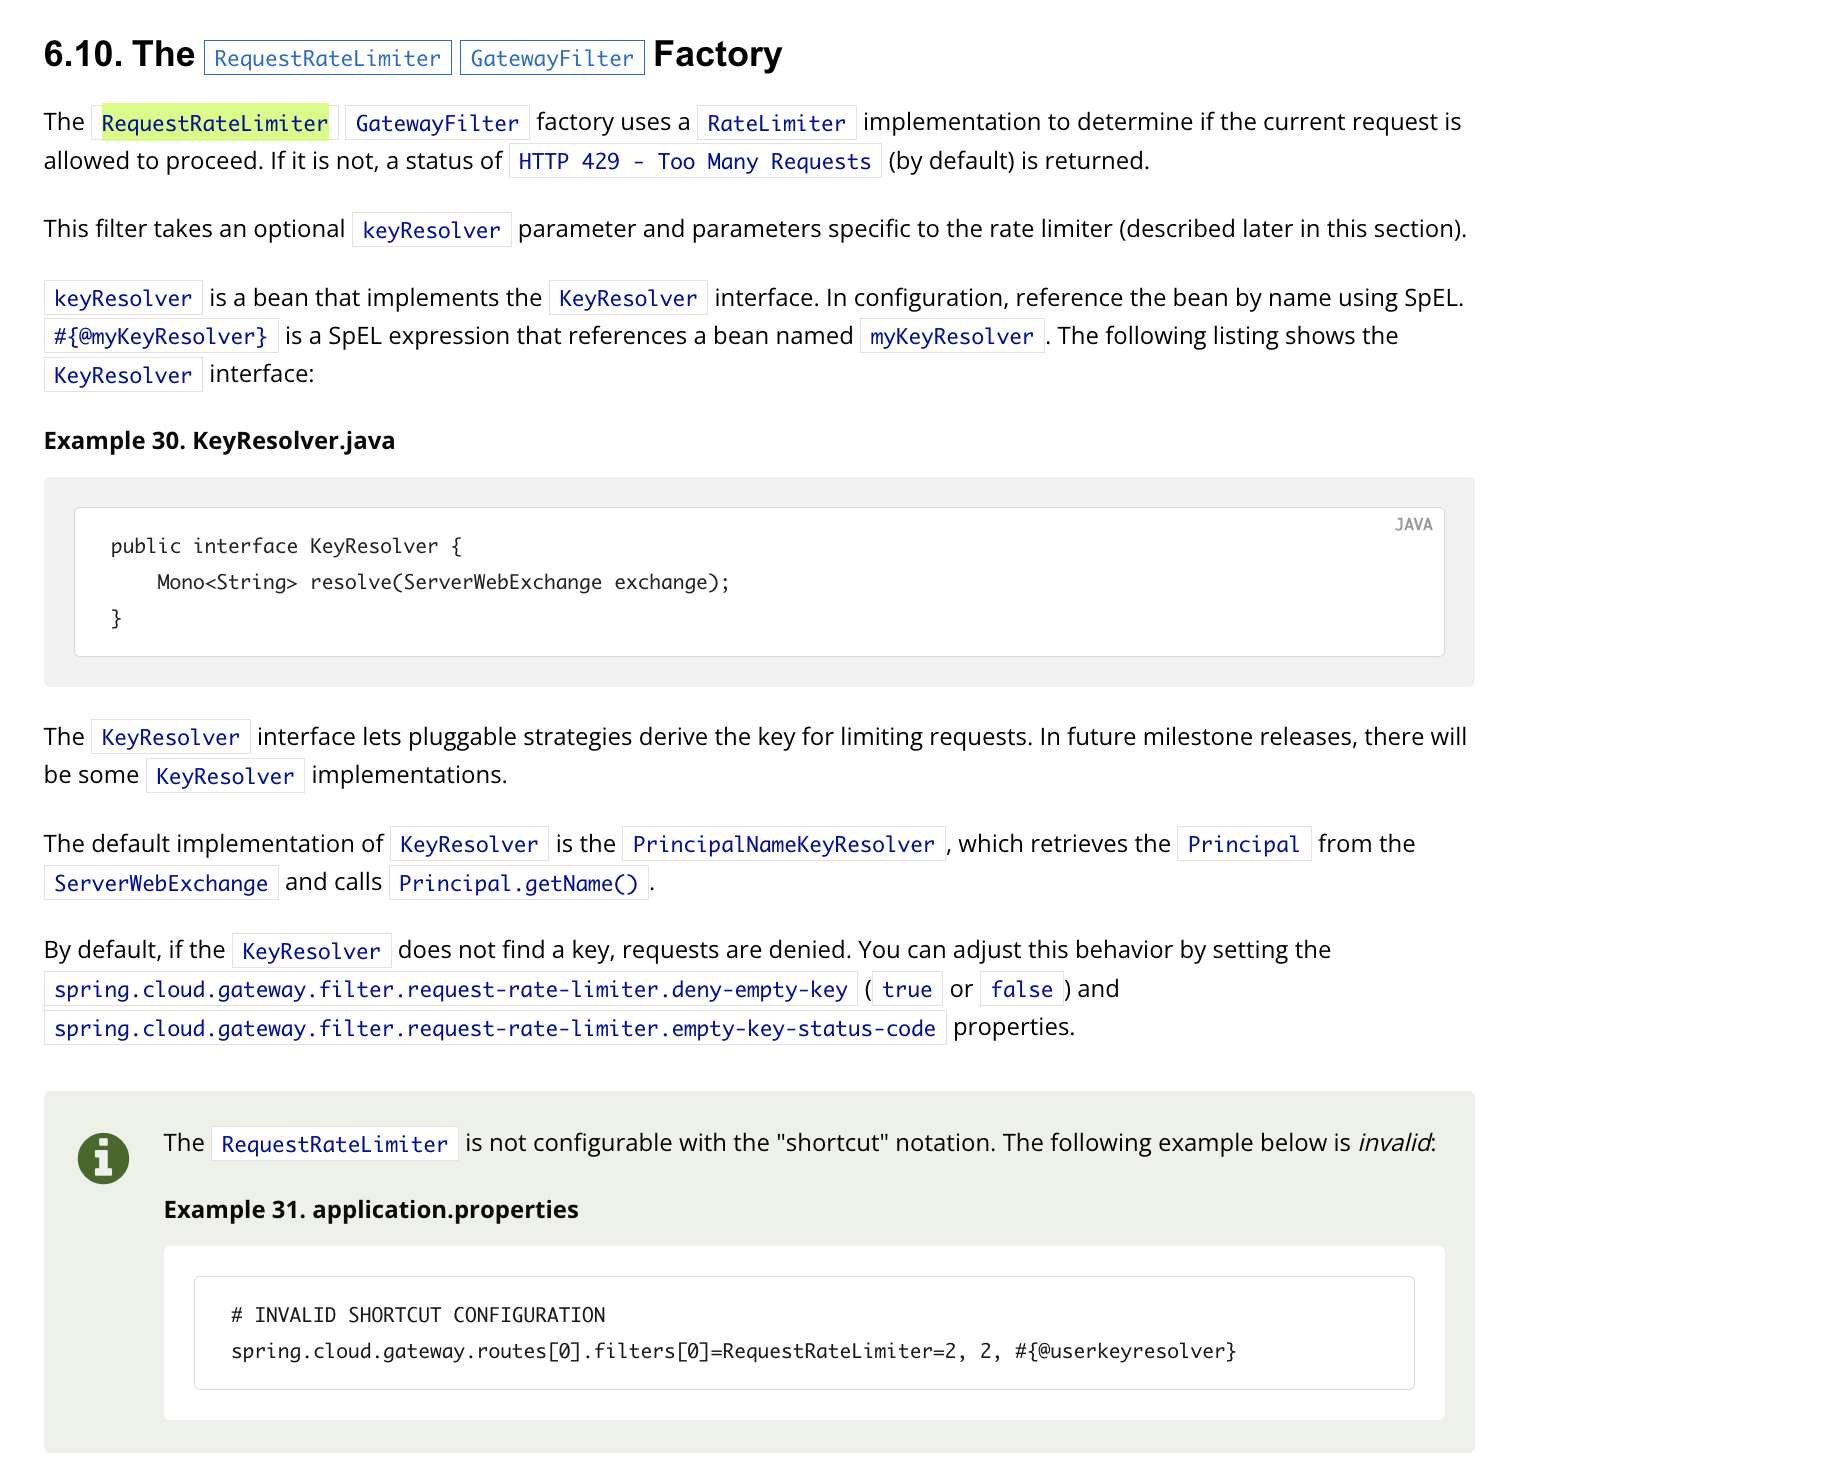 6.10. The RequestRateLimiter GatewayFilter Factory
The RequestRateLimiter GatewayFilter factory uses a RateLimiter implementation to determine if the current request is
allowed to proceed. If it is not, a status of HTTP 429 - Too Many Requests (by default) is returned.
This filter takes an optional keyResolver parameter and parameters specific to the rate limiter (described later in this section).
keyResolver is a bean that implements the KeyResolver interface. In configuration, reference the bean by name using SpEL.
#{@myKeyResolver} is a SpEL expression that references a bean named myKeyResolver. The following listing shows the
KeyResolver interface:
Example 30. KeyResolver.java
JAVA
public interface KeyResolver {
    Mono<String> resolve(ServerWebExchange exchange);
}
The KeyResolver interface lets pluggable strategies derive the key for limiting requests. In future milestone releases, there will
be some KeyResolver implementations.
The default implementation of KeyResolver is the PrincipalNameKeyResolver, which retrieves the Principal from the
ServerWebExchange and calls Principal.getName().
By default, if the KeyResolver does not find a key, requests are denied. You can adjust this behavior by setting the
spring.cloud.gateway.filter.request-rate-limiter.deny-empty-key (true or false) and
spring.cloud.gateway.filter.request-rate-limiter.empty-key-status-code properties.
The RequestRateLimiter is not configurable with the "shortcut" notation. The following example below is invalid:
Example 31. application.properties
# INVALID SHORTCUT CONFIGURATION
spring.cloud.gateway.routes[0].filters[0]=RequestRateLimiter=2, 2, #{@userkeyresolver}